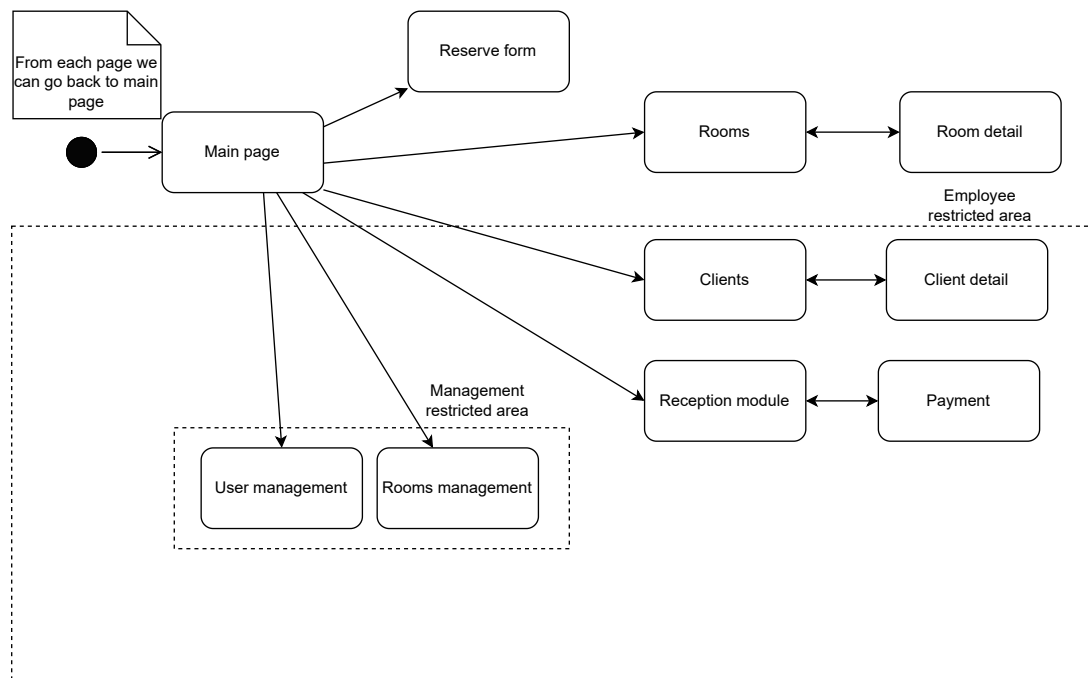 From each page we
can go back to main
page
Reserve form
Main page
Rooms
Room detail
Employee
restricted area
Clients
Client detail
Reception module
Payment
Management
restricted area
User management
Rooms management